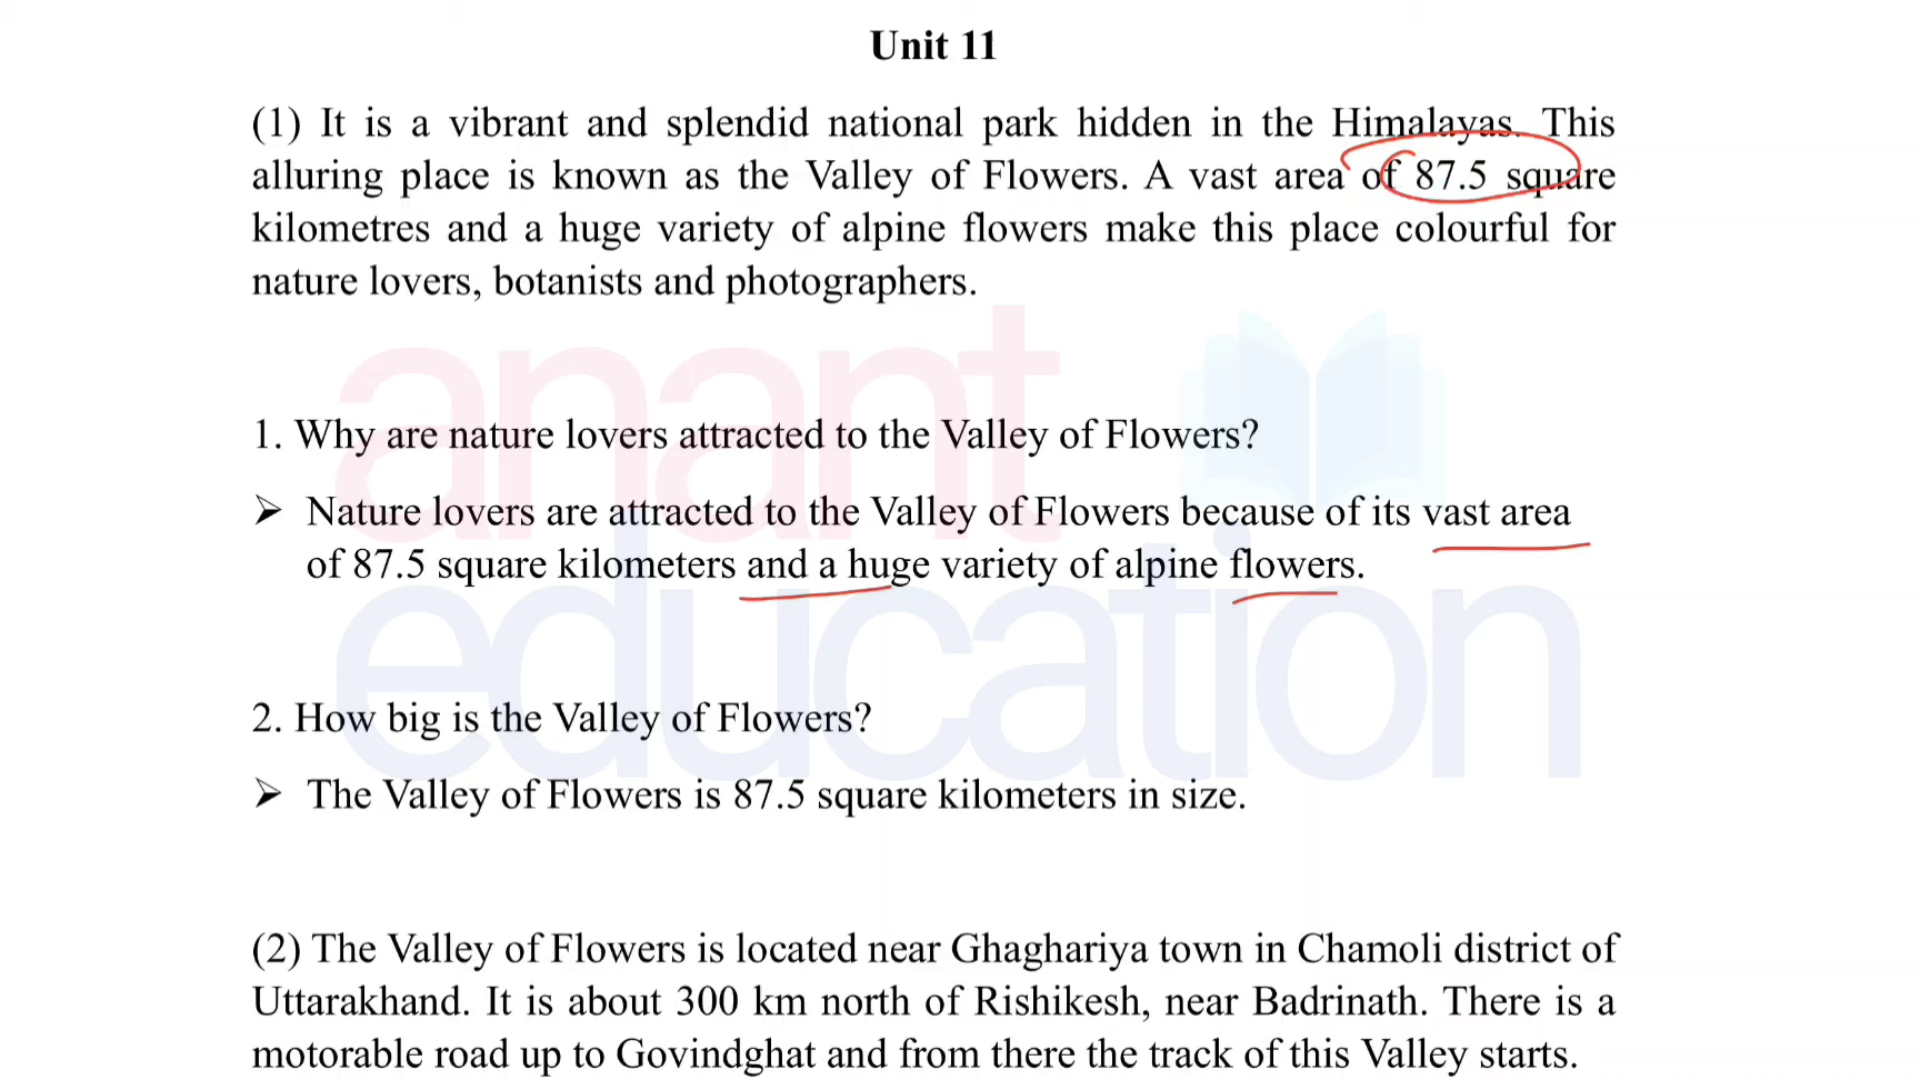 Unit 11
(1) It is a vibrant and splendid national park hidden in the Himalayas. This
alluring place is known as the Valley of Flowers. A vast area of 87.5 square
kilometres and a huge variety of alpine flowers make this place colourful for
nature lovers, botanists and photographers.
anant
education
1. Why are nature lovers attracted to the Valley of Flowers?
➢ Nature lovers are attracted to the Valley of Flowers because of its vast area
of 87.5 square kilometers and a huge variety of alpine flowers.
2. How big is the Valley of Flowers?
➢ The Valley of Flowers is 87.5 square kilometers in size.
(2) The Valley of Flowers is located near Ghaghariya town in Chamoli district of
Uttarakhand. It is about 300 km north of Rishikesh, near Badrinath. There is a
motorable road up to Govindghat and from there the track of this Valley starts.